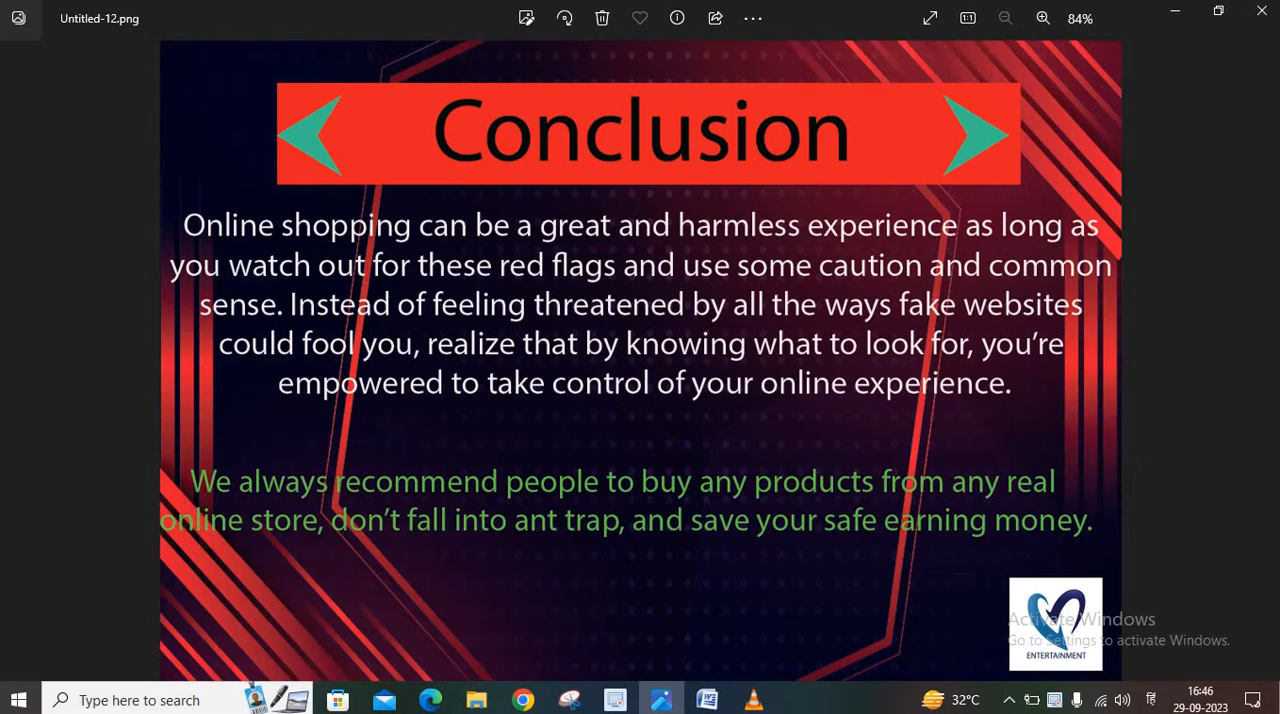 Untitled-12.png
84%
Conclusion
Online shopping can be a great and harmless experience as long as
you watch out for these red flags and use some caution and common
sense. Instead of feeling threatened by all the ways fake websites
could fool you, realize that by knowing what to look for, you’re
empowered to take control of your online experience.
We always recommend people to buy any products from any real
online store, don’t fall into ant trap, and save your safe earning money.
ENTERTAINMENT
Activate Windows
Go to Settings to activate Windows.
Type here to search
32°C
हि
16:46
29-09-2023